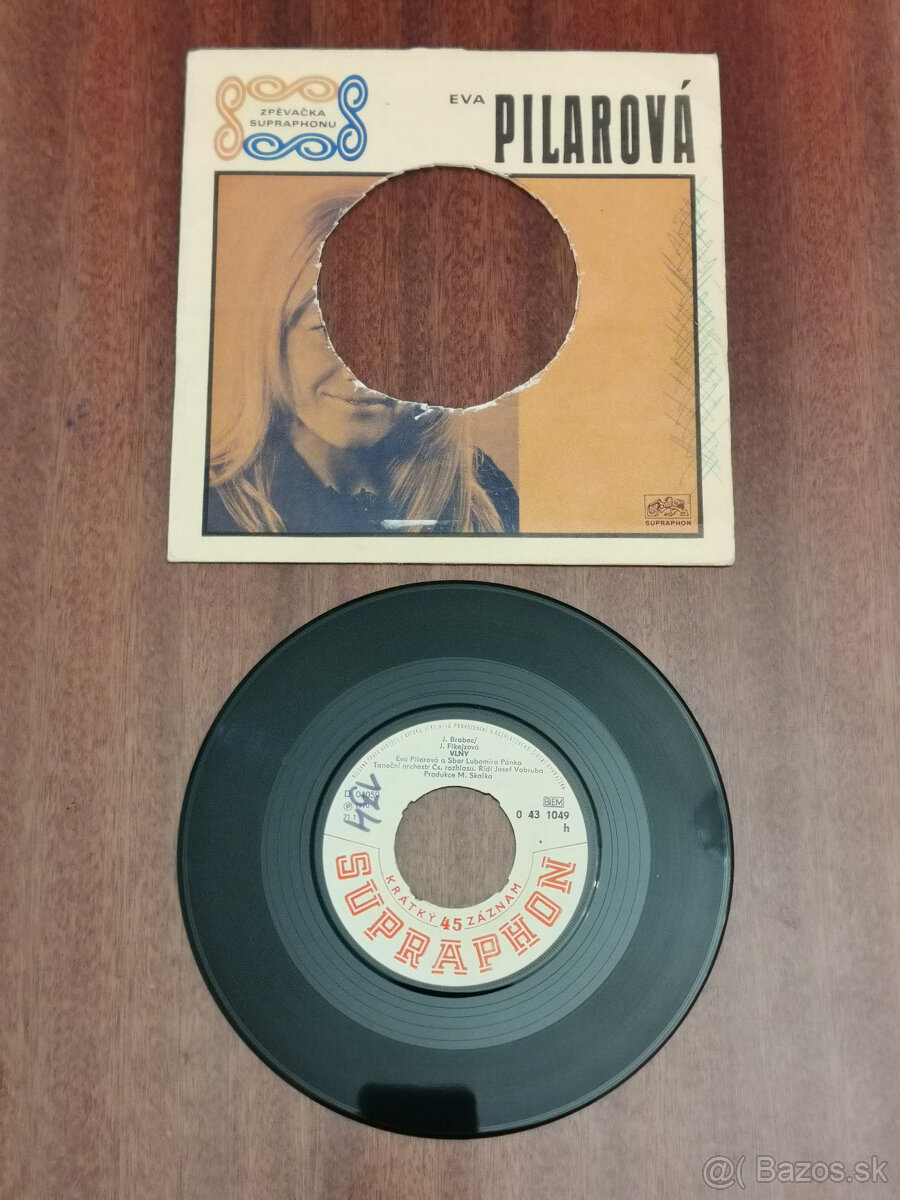 ZPĚVAČKA
SUPRAPHONU
EVA
PILAROVÁ
SUPRAPHON
J. Brabec/
J. Fikejzová
VLNY
Eva Pilarová a Sbor Lubomíra Pánka
Taneční orchestr Čs. rozhlasu. Řídí Josef Vobruba
Produkce M. Skalka
BIEM
0 43 1049
h
KRÁTKÝ 45 ZÁZNAM
SUPRAPHON
@( Bazos.sk